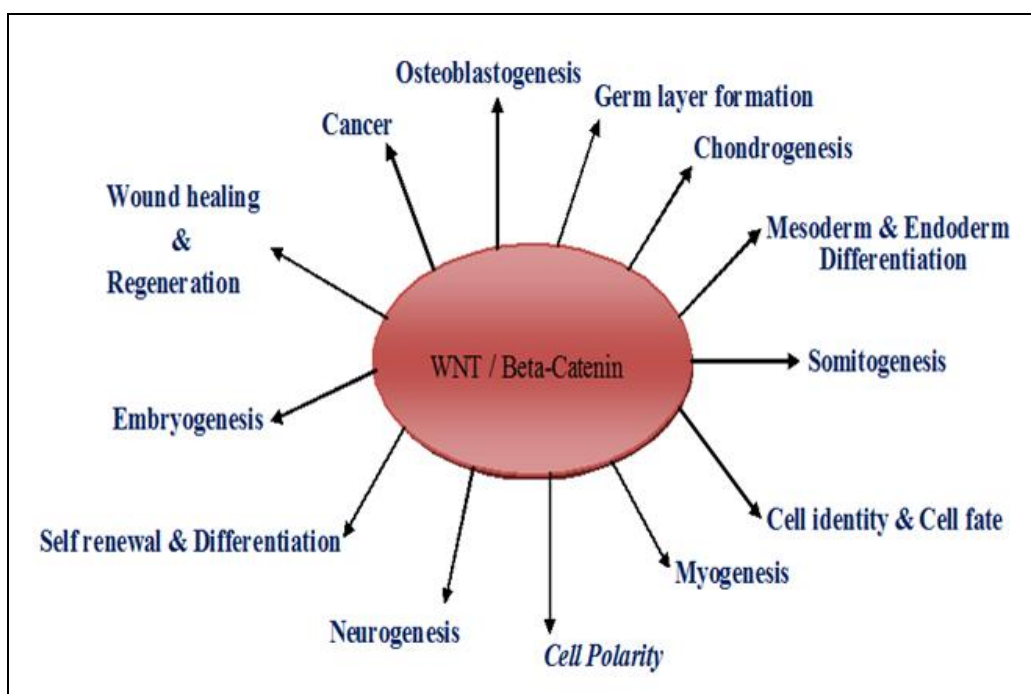 Osteoblastogenesis
Germ layer formation
Cancer
Chondrogenesis
Wound healing
&
Regeneration
Mesoderm & Endoderm
Differentiation
WNT / Beta-Catenin
Somitogenesis
Embryogenesis
Cell identity & Cell fate
Self renewal & Differentiation
Myogenesis
Neurogenesis
Cell Polarity